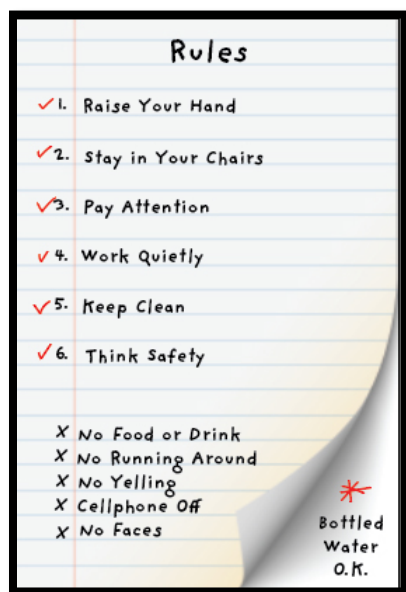 Rules
✓1. Raise Your Hand
✓2. Stay in Your Chairs
✓3. Pay Attention
✓4. Work Quietly
✓5. Keep Clean
✓6. Think Safety
X No Food or Drink
X No Running Around
X No Yelling
X Cellphone Off
X No Faces
*
Bottled
Water
O.K.